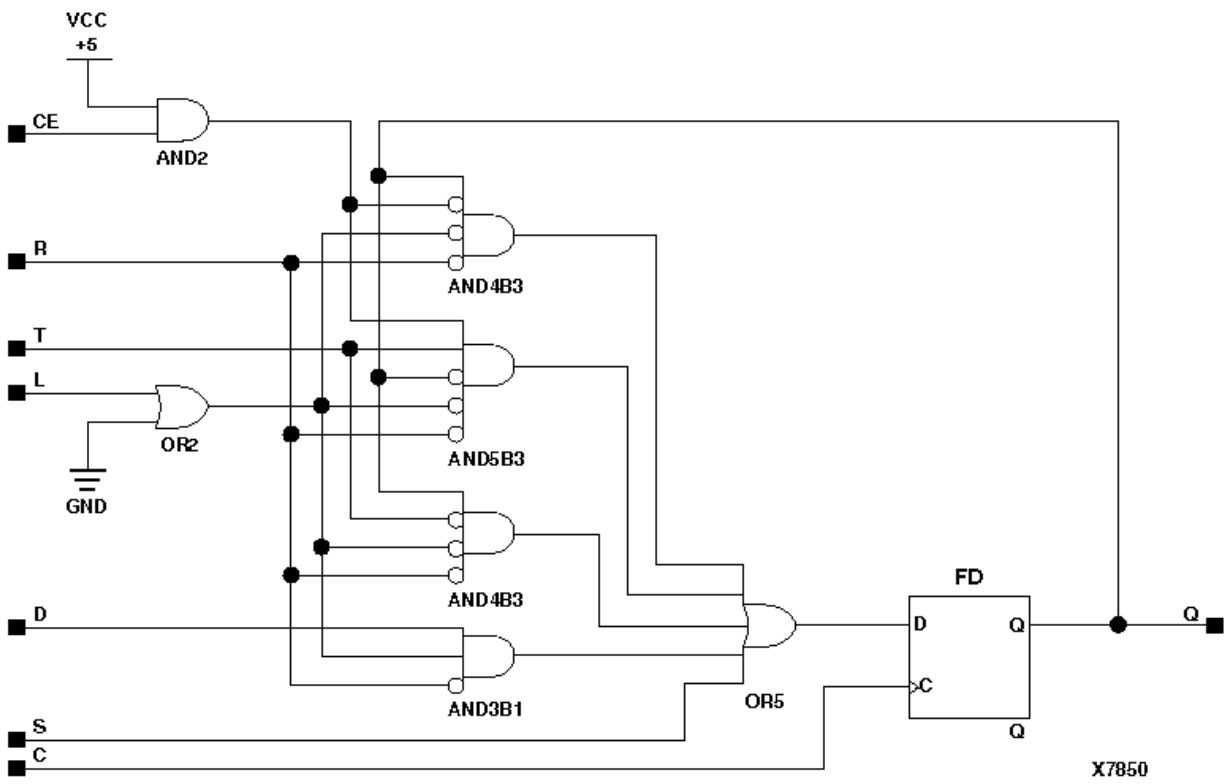 VCC
+5
CE
AND2
R
AND4B3
T
L
OR2
AND5B3
GND
FD
AND4B3
D
D
Q
Q
C
AND3B1
OR5
S
Q
C
X7850